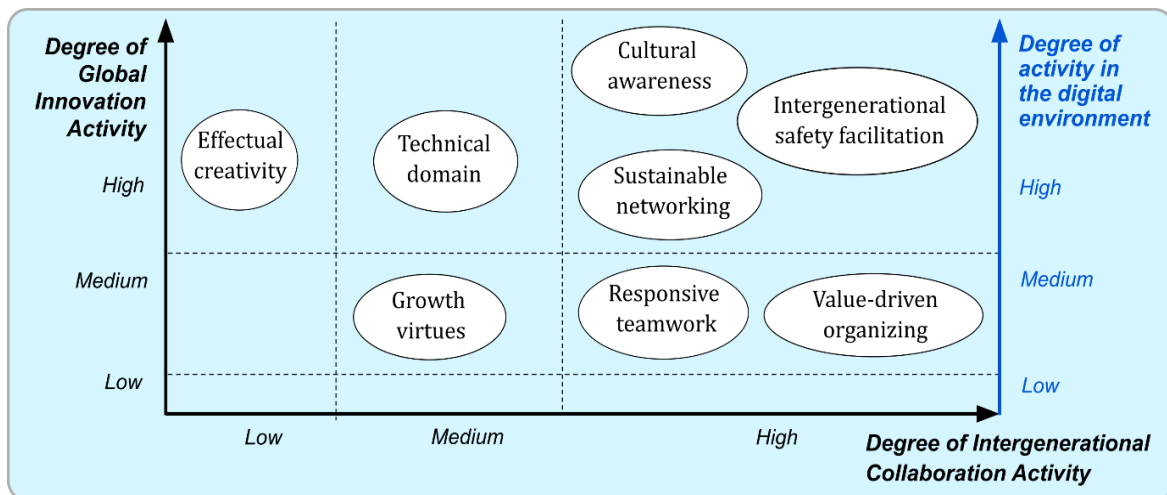 Degree of
Global
Innovation
Activity
High
Medium
Low
Effectual
creativity
Technical
domain
Cultural
awareness
Intergenerational
safety facilitation
Sustainable
networking
Growth
virtues
Responsive
teamwork
Value-driven
organizing
Degree of
activity in
the digital
environment
High
Medium
Low
Low
Medium
High
Degree of Intergenerational
Collaboration Activity